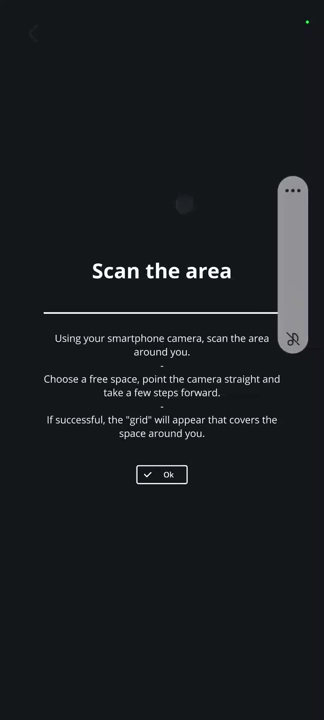 Scan the area
Using your smartphone camera, scan the area
around you.
-
Choose a free space, point the camera straight and
take a few steps forward.
-
If successful, the "grid" will appear that covers the
space around you.
Ok